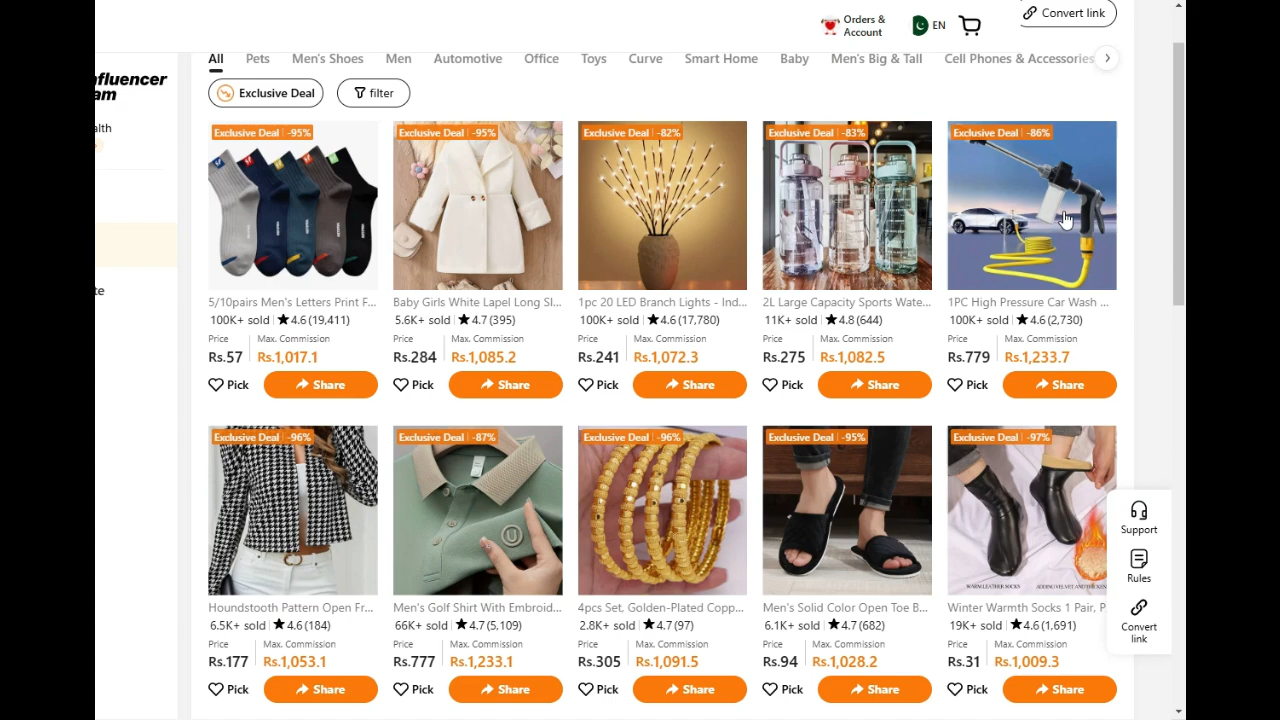 Orders &
Account
EN
Convert link
All Pets Men's Shoes Men Automotive Office Toys Curve Smart Home Baby Men's Big & Tall Cell Phones & Accessories
nfluencer
am
alth
te
Exclusive Deal
filter
Exclusive Deal -95%
Exclusive Deal -95%
Exclusive Deal -82%
Exclusive Deal -83%
Exclusive Deal -86%
5/10pairs Men's Letters Print F...
Baby Girls White Lapel Long Sl...
1pc 20 LED Branch Lights - Ind...
2L Large Capacity Sports Wate...
1PC High Pressure Car Wash ...
100K+ sold ★4.6 (19,411)
5.6K+ sold ★4.7 (395)
100K+ sold ★4.6 (17,780)
11K+ sold ★4.8 (644)
100K+ sold ★4.6 (2,730)
Price Max. Commission
Price Max. Commission
Price Max. Commission
Price Max. Commission
Price Max. Commission
Rs.57 Rs.1,017.1
Rs.284 Rs.1,085.2
Rs.241 Rs.1,072.3
Rs.275 Rs.1,082.5
Rs.779 Rs.1,233.7
Pick Share
Pick Share
Pick Share
Pick Share
Pick Share
Exclusive Deal -96%
Exclusive Deal -87%
Exclusive Deal -96%
Exclusive Deal -95%
Exclusive Deal -97%
U
WARM LEATHER SOCKS
Houndstooth Pattern Open Fr...
Men's Golf Shirt With Embroid...
4pcs Set, Golden-Plated Copp...
Men's Solid Color Open Toe B...
Winter Warmth Socks 1 Pair, P
6.5K+ sold ★4.6 (184)
66K+ sold ★4.7 (5,109)
2.8K+ sold ★4.7 (97)
6.1K+ sold ★4.7 (682)
19K+ sold ★4.6 (1,691)
Price Max. Commission
Price Max. Commission
Price Max. Commission
Price Max. Commission
Price Max. Commission
Rs.177 Rs.1,053.1
Rs.777 Rs.1,233.1
Rs.305 Rs.1,091.5
Rs.94 Rs.1,028.2
Rs.31 Rs.1,009.3
Pick Share
Pick Share
Pick Share
Pick Share
Pick Share
Support
Rules
Convert
link